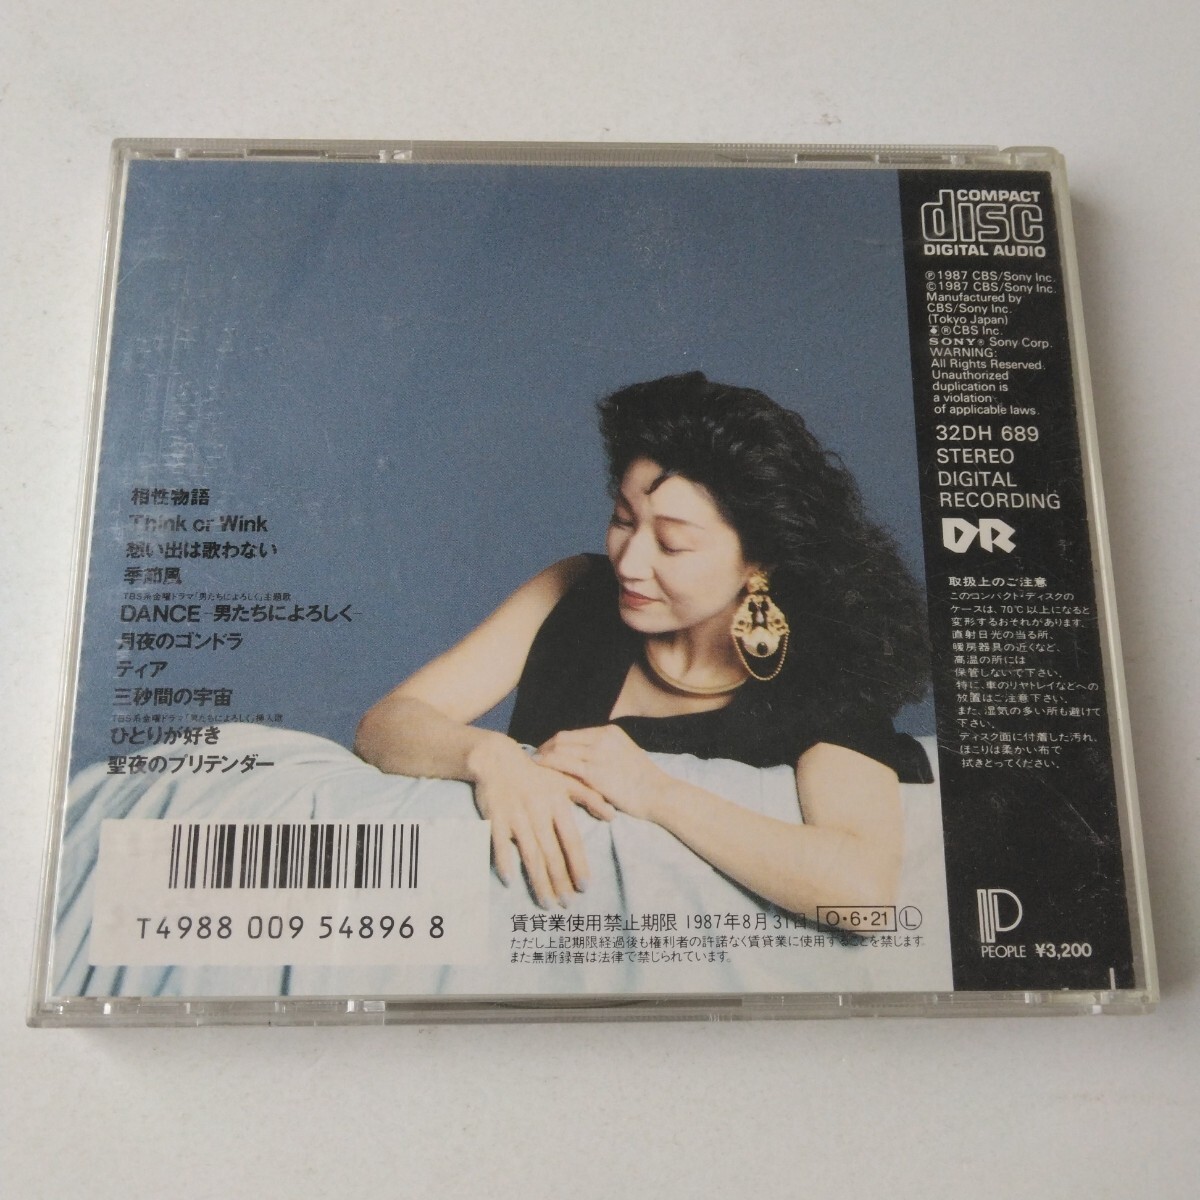 相性物語
Think or Wink
想い出は歌わない
季節風
TBS系金曜ドラマ「男たちによろしく」主題歌
DANCE-男たちによろしく-
月夜のゴンドラ
ティア
三秒間の宇宙
TBS系金曜ドラマ「男たちによろしく」挿入歌
ひとりが好き
聖夜のプリテンダー
T4988 009 54896 8
賃貸業使用禁止期限 1987年8月31日 O・6・21 Ⓛ
ただし上記期限経過後も権利者の許諾なく賃貸業に使用することを禁じます。
また無断録音は法律で禁じられています。
COMPACT
disc
DIGITAL AUDIO
℗1987 CBS/Sony Inc.
©1987 CBS/Sony Inc.
Manufactured by
CBS/Sony Inc.
(Tokyo Japan)
®CBS Inc.
SONY® Sony Corp.
WARNING:
All Rights Reserved.
Unauthorized
duplication is
a violation
of applicable laws.
32DH 689
STEREO
DIGITAL
RECORDING
DR
取扱上のご注意
このコンパクト・ディスクの
ケースは、70℃以上になると
変形するおそれがあります。
直射日光の当る所、
暖房器具の近くなど、
高温の所には
保管しないで下さい。
特に、車のリヤトレイなどへの
放置はご注意下さい。
また、湿気の多い所も避けて
下さい。
ディスク面に付着した汚れ、
ほこりは柔かい布で
拭きとってください。
P
PEOPLE ¥3,200